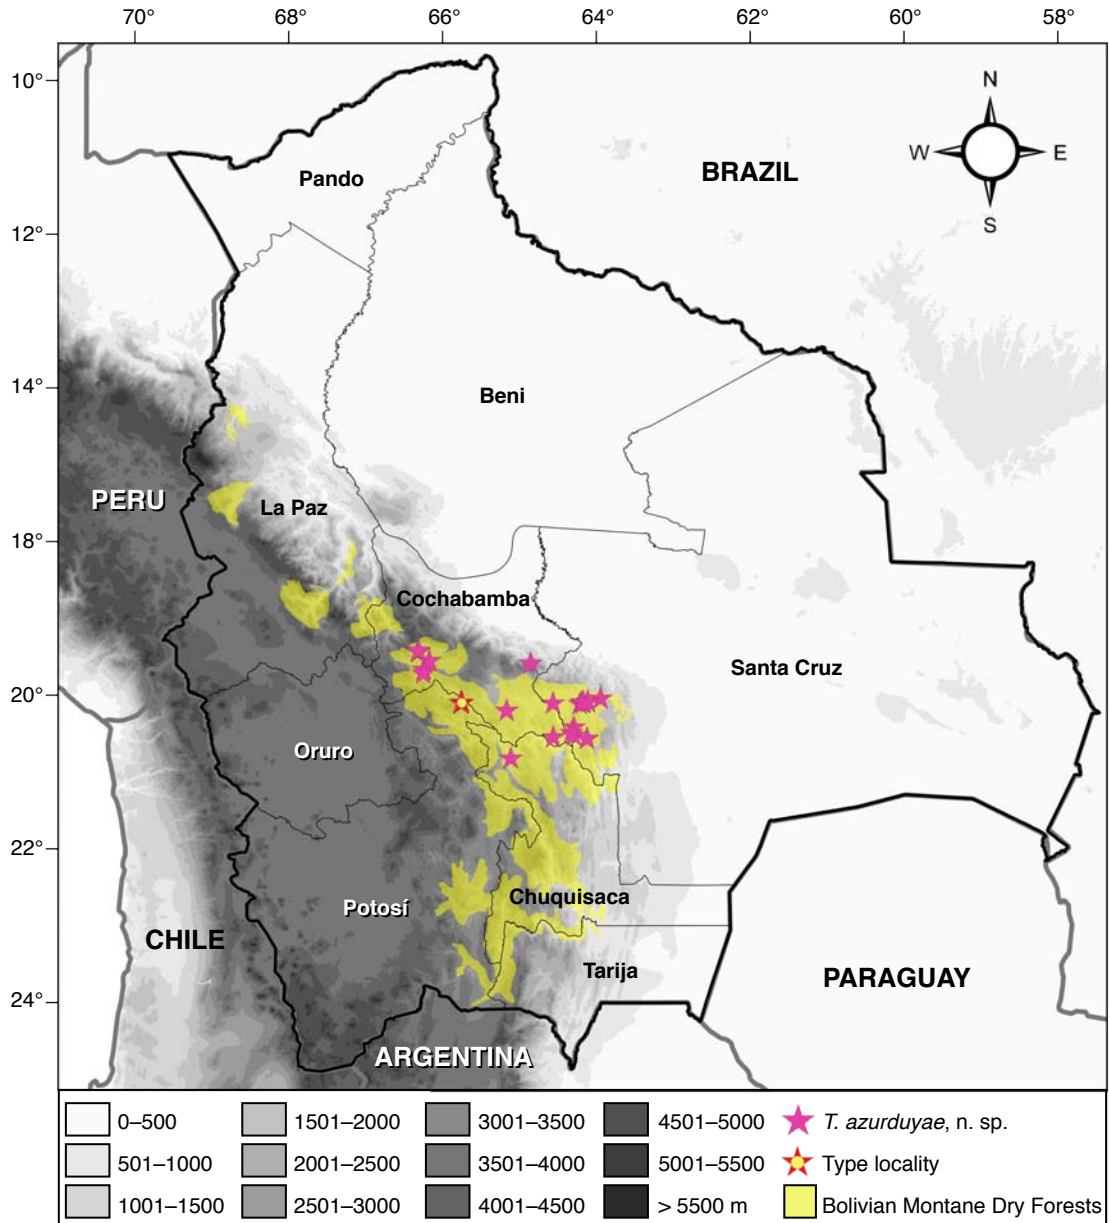 70° 68° 66° 64° 62° 60° 58°
10°
N
W E
S
BRAZIL
Pando
12°
14°
Beni
PERU
La Paz
18°
Cochabamba
Santa Cruz
20°
Oruro
22°
Chuquisaca
Potosí
CHILE
Tarija
PARAGUAY
24°
ARGENTINA
0–500 1501–2000 3001–3500 4501–5000 T. azurduyae, n. sp.
501–1000 2001–2500 3501–4000 5001–5500 Type locality
1001–1500 2501–3000 4001–4500 > 5500 m Bolivian Montane Dry Forests